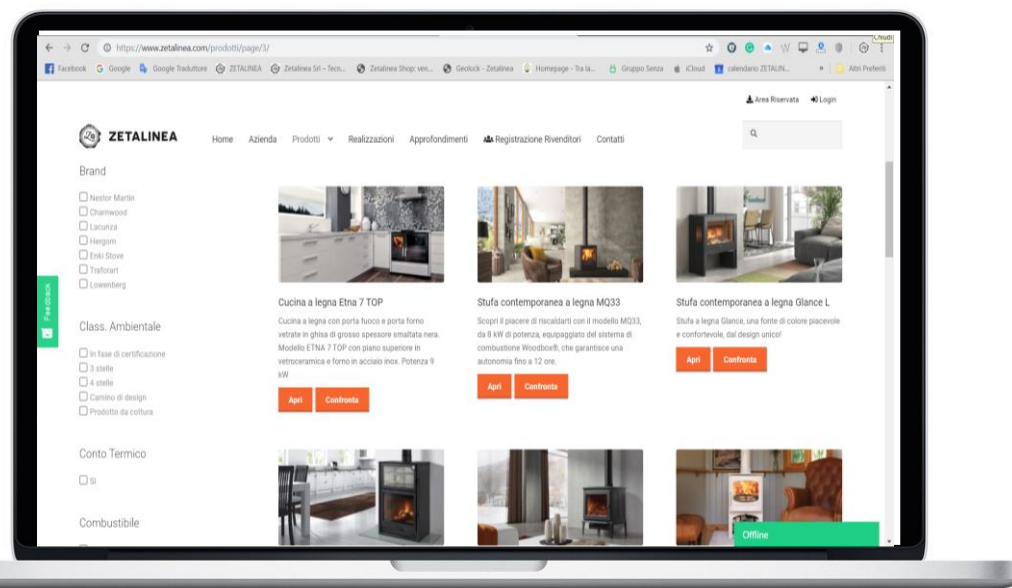 Chiudi
https://www.zetalinea.com/prodotti/page/3/
Facebook Google Google Traduttore ZETALINEA Zetalinea Srl – Tecn... Zetalinea Shop: ven... Geolock - Zetalinea Homepage - Tra la... Gruppo Senza iCloud calendario ZETALIN... » Altri Preferiti
Area Riservata Login
ZETALINEA Home Azienda Prodotti Realizzazioni Approfondimenti Registrazione Rivenditori Contatti
Brand
Nestor Martin
Charnwood
Lacunza
Hergom
Enki Stove
Traforart
Lowenberg
Feedback
Class. Ambientale
In fase di certificazione
3 stelle
4 stelle
Camino di design
Prodotto da cottura
Conto Termico
Si
Combustibile
Cucina a legna Etna 7 TOP
Cucina a legna con porta fuoco e porta forno
vetrate in ghisa di grosso spessore smaltata nera.
Modello ETNA 7 TOP con piano superiore in
vetroceramica e forno in acciaio inox. Potenza 9
kW
Apri Confronta
Stufa contemporanea a legna MQ33
Scopri il piacere di riscaldarti con il modello MQ33,
da 8 kW di potenza, equipaggiato del sistema di
combustione Woodbox®, che garantisce una
autonomia fino a 12 ore.
Apri Confronta
Stufa contemporanea a legna Glance L
Stufa a legna Glance, una fonte di colore piacevole
e confortevole, dal design unico!
Apri Confronta
Offline